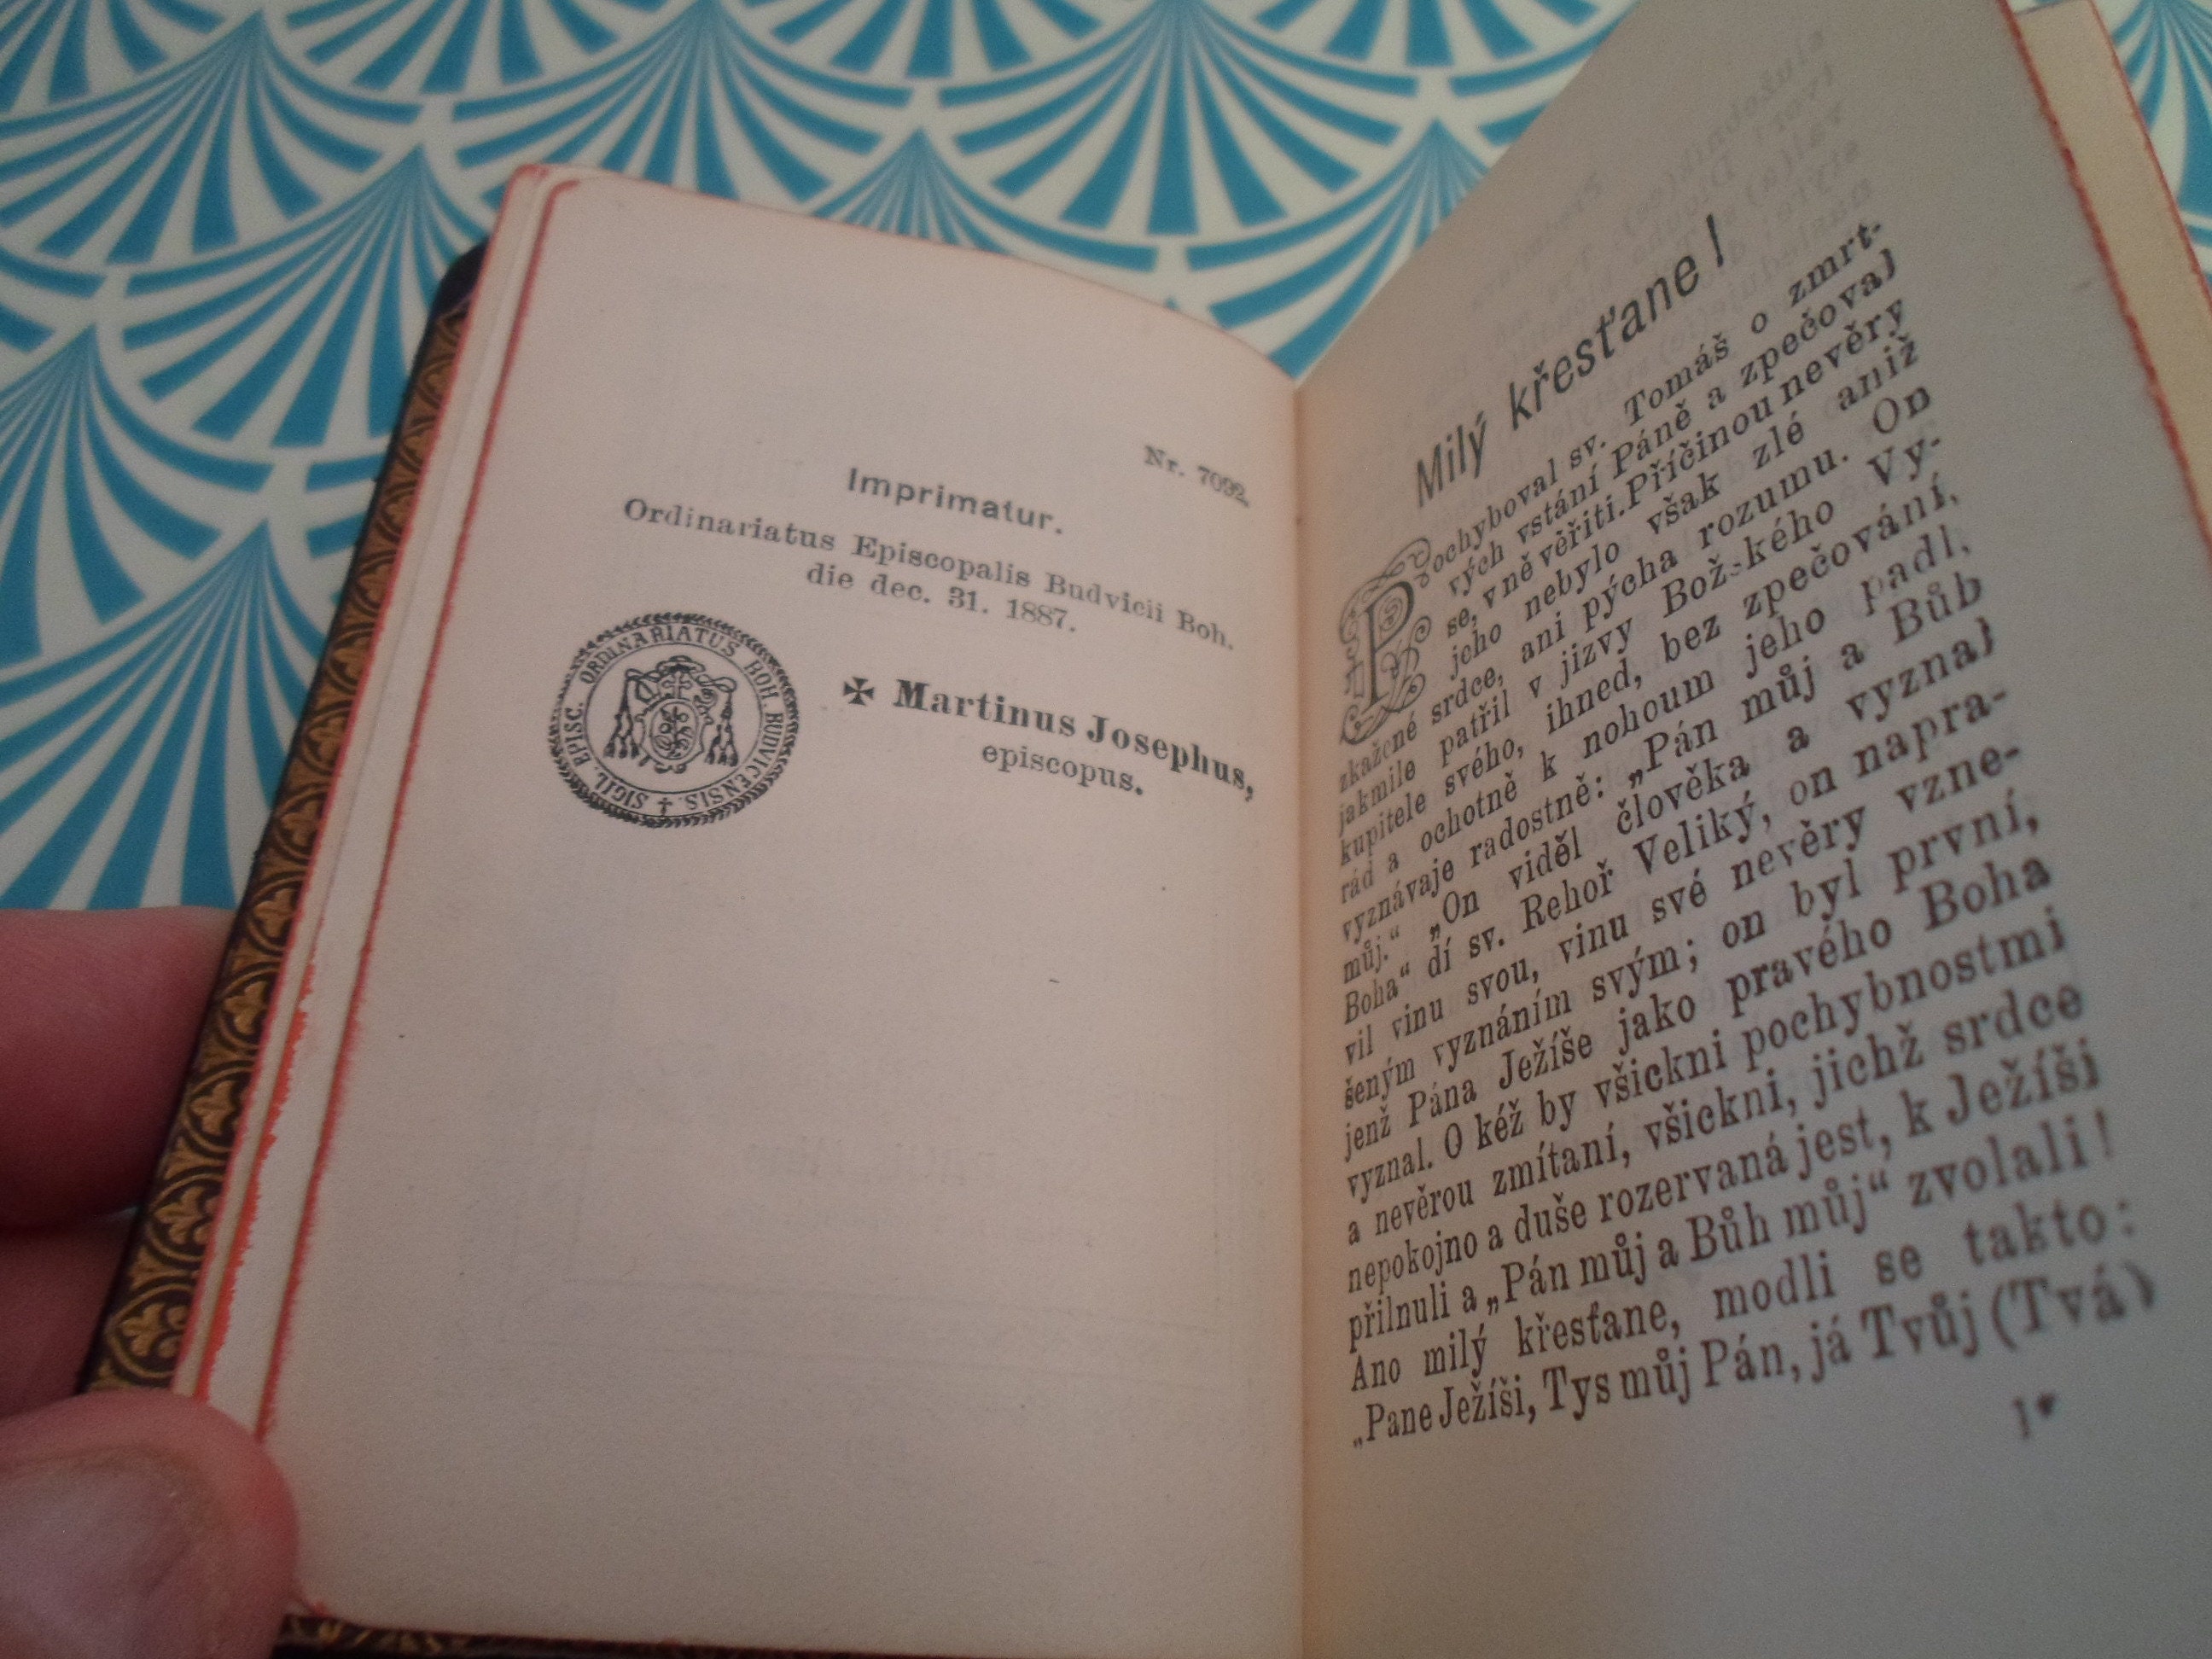 Nr. 7092.
Imprimatur.
Ordinariatus Episcopalis Budvicii Boh.
die dec. 31. 1887.
SIGIL. EPISC. ORDINARIATUS BOH. BUDVICENSIS. ✝
✠ Martinus Josephus,
episcopus.
Milý křesťane!
Pochyboval sv. Tomáš o zmrt-
vých vstání Páně a zpečoval
se, v ně věřiti. Příčinou nevěry
jeho nebylo však zlé aniž
zkažené srdce, ani pýcha rozumu. On
jakmile patřil v jizvy Božského Vy-
kupitele svého, ihned, bez zpečování,
rád a ochotně k nohoum jeho padl,
vyznávaje radostně: „Pán můj a Bůh
můj.“ „On viděl člověka a vyznal
Boha“ dí sv. Rehoř Veliký, on napra-
vil vinu svou, vinu své nevěry vzne-
šeným vyznáním svým; on byl první,
jenž Pána Ježíše jako pravého Boha
vyznal. O kéž by všickni pochybnostmi
a nevěrou zmítaní, všickni, jichž srdce
nepokojno a duše rozervaná jest, k Ježíši
přilnuli a „Pán můj a Bůh můj“ zvolali!
Ano milý křesťane, modli se takto:
„Pane Ježíši, Tys můj Pán, já Tvůj (Tvá)
1*